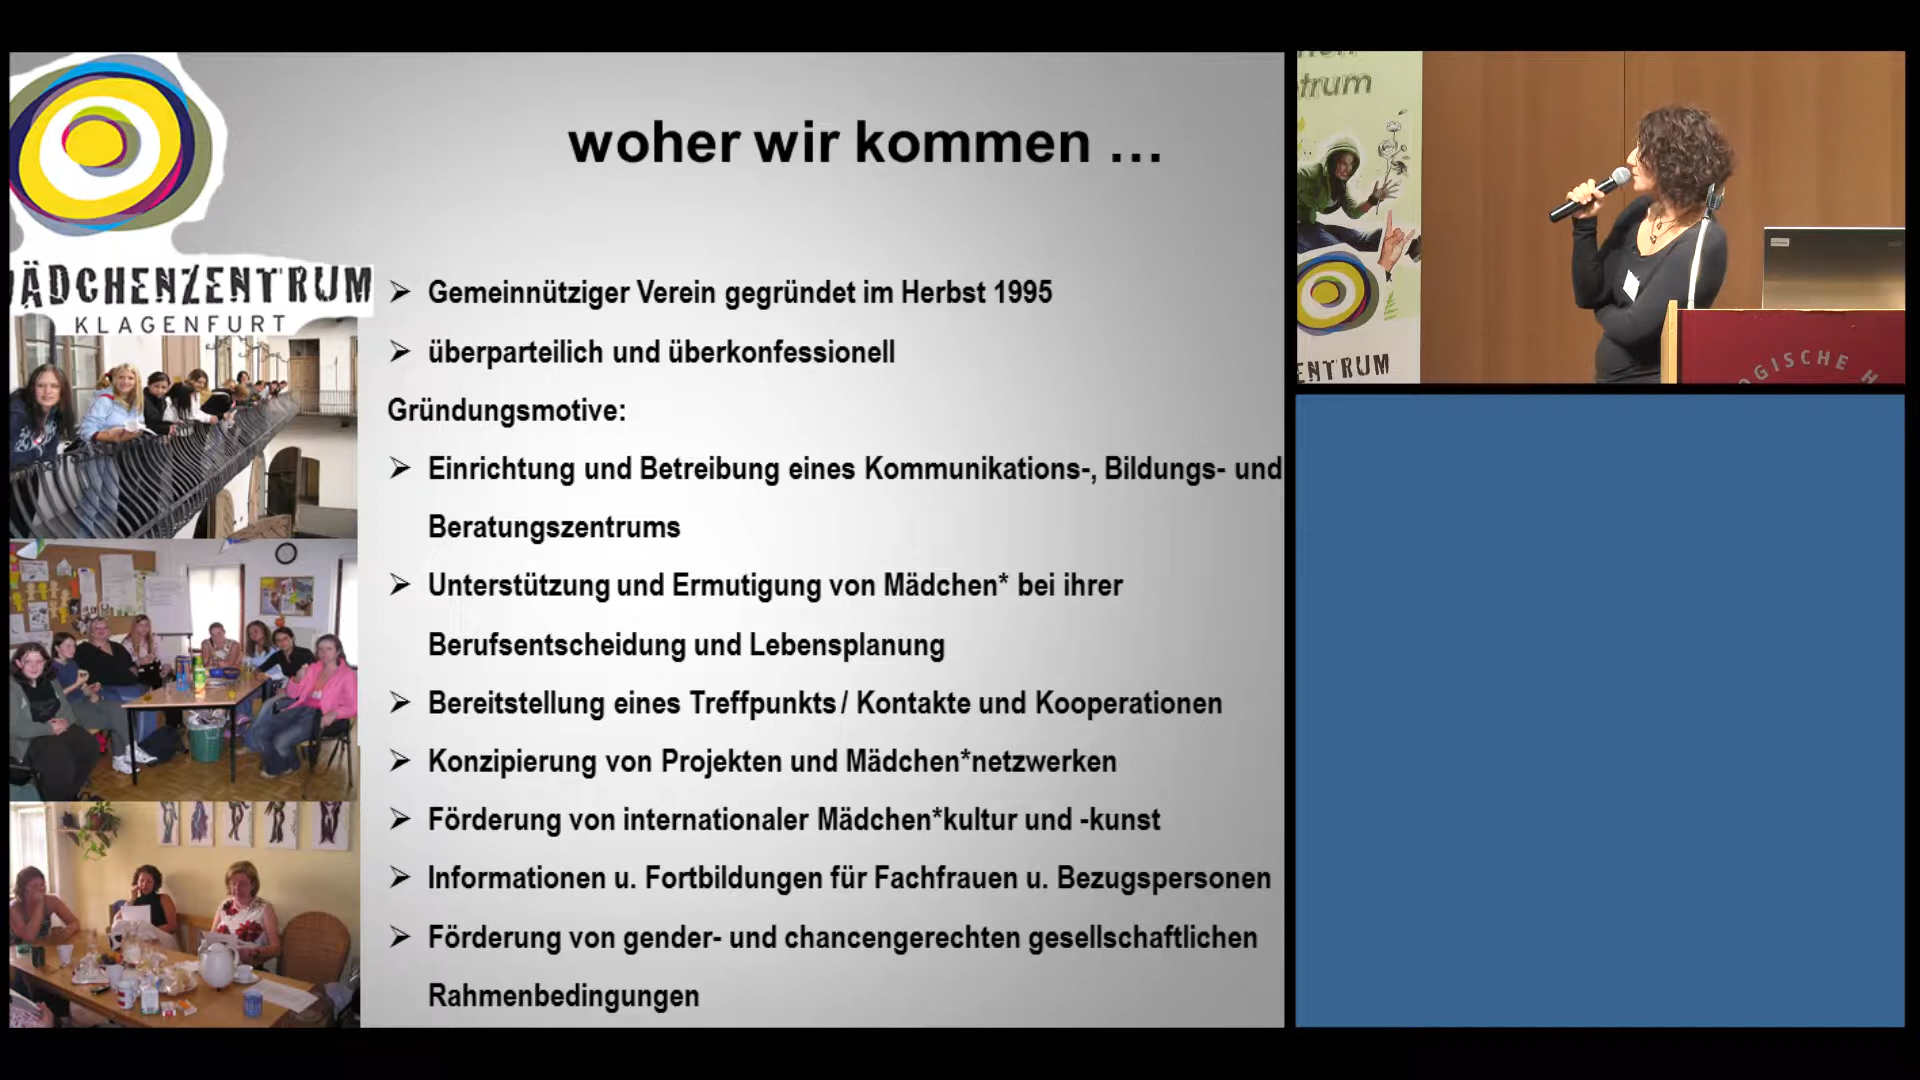 woher wir kommen …
ÄDCHENZENTRUM
KLAGENFURT
➢ Gemeinnütziger Verein gegründet im Herbst 1995
➢ überparteilich und überkonfessionell
Gründungsmotive:
➢ Einrichtung und Betreibung eines Kommunikations-, Bildungs- und
Beratungszentrums
➢ Unterstützung und Ermutigung von Mädchen* bei ihrer
Berufsentscheidung und Lebensplanung
➢ Bereitstellung eines Treffpunkts / Kontakte und Kooperationen
➢ Konzipierung von Projekten und Mädchen*netzwerken
➢ Förderung von internationaler Mädchen*kultur und -kunst
➢ Informationen u. Fortbildungen für Fachfrauen u. Bezugspersonen
➢ Förderung von gender- und chancengerechten gesellschaftlichen
Rahmenbedingungen
trum
ENTRUM
OGISCHE H